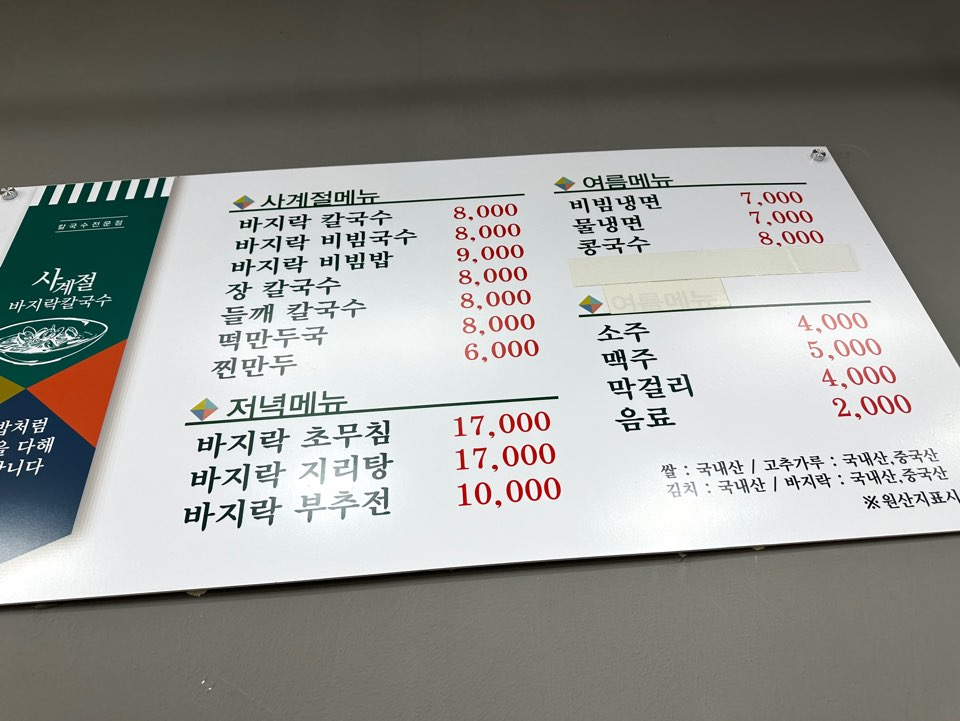 칼국수전문점
사계절
바지락칼국수
밥처럼
을 다해
합니다
사계절메뉴
바지락 칼국수 8,000
바지락 비빔국수 8,000
바지락 비빔밥 9,000
장 칼국수 8,000
들깨 칼국수 8,000
떡만두국 8,000
찐만두 6,000
저녁메뉴
바지락 초무침 17,000
바지락 지리탕 17,000
바지락 부추전 10,000
여름메뉴
비빔냉면 7,000
물냉면 7,000
콩국수 8,000
여름메뉴
소주 4,000
맥주 5,000
막걸리 4,000
음료 2,000
쌀 : 국내산 / 고추가루 : 국내산,중국산
김치 : 국내산 / 바지락 : 국내산,중국산
※원산지표시